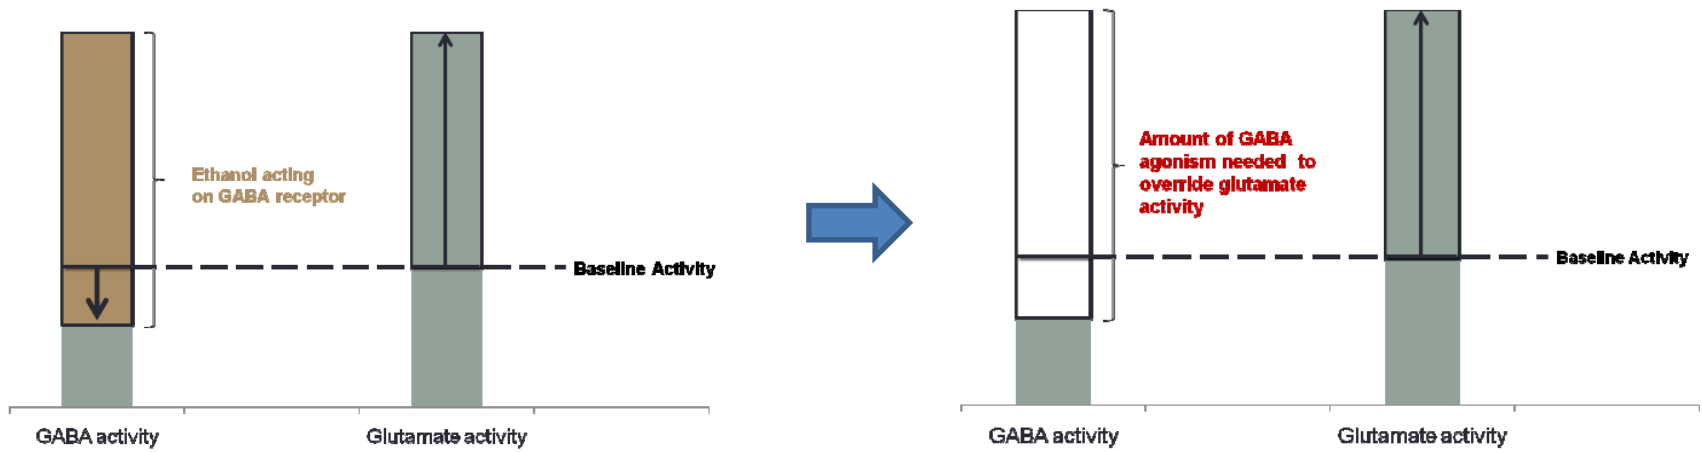 Ethanol acting
on GABA receptor
Baseline Activity
GABA activity
Glutamate activity
Amount of GABA
agonism needed to
override glutamate
activity
Baseline Activity
GABA activity
Glutamate activity